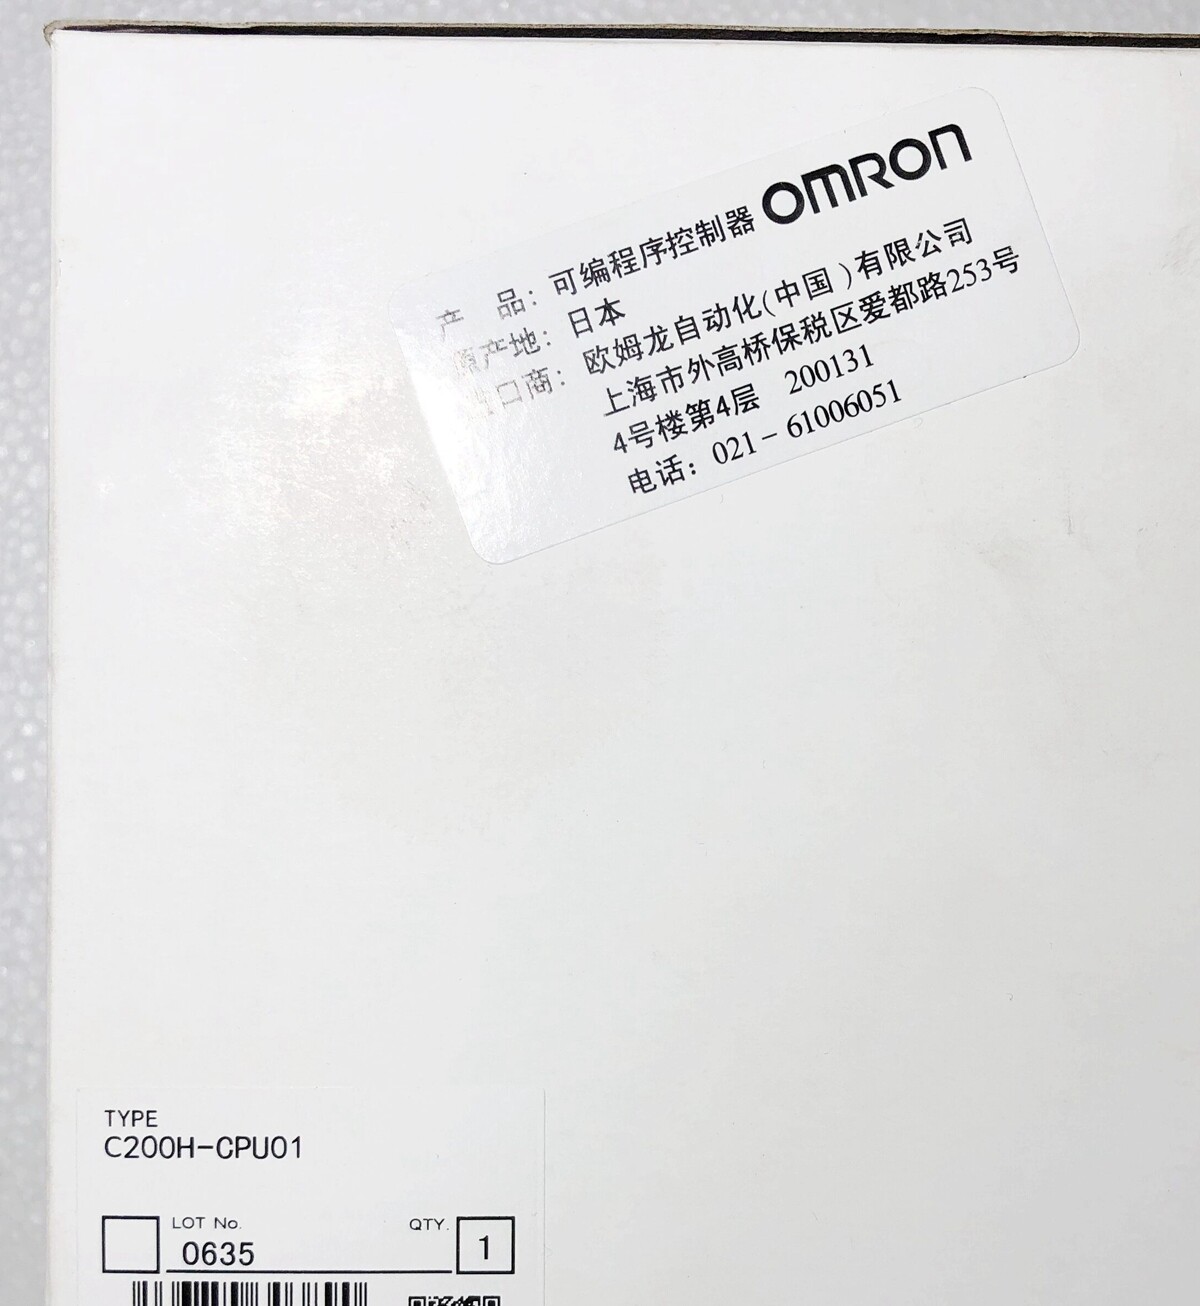 产 品: 可编程序控制器 OMRON
原产地: 日本
口商: 欧姆龙自动化(中国)有限公司
上海市外高桥保税区爱都路253号
4号楼第4层 200131
电话: 021-61006051
TYPE
C200H-CPU01
LOT No. QTY.
0635 1